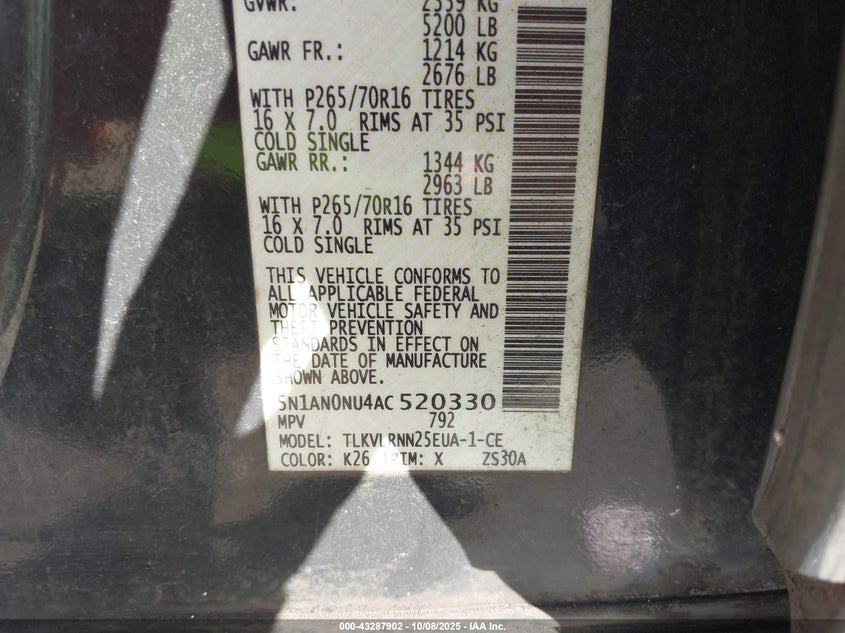 GVWR: 2359 KG
5200 LB
GAWR FR.: 1214 KG
2676 LB
WITH P265/70R16 TIRES
16 X 7.0 RIMS AT 35 PSI
COLD SINGLE
GAWR RR.: 1344 KG
2963 LB
WITH P265/70R16 TIRES
16 X 7.0 RIMS AT 35 PSI
COLD SINGLE
THIS VEHICLE CONFORMS TO
ALL APPLICABLE FEDERAL
MOTOR VEHICLE SAFETY AND
THEFT PREVENTION
STANDARDS IN EFFECT ON
THE DATE OF MANUFACTURE
SHOWN ABOVE.
5N1AN0NU4AC 520330
MPV 792
MODEL: TLKVLRNN25EUA-1-CE
COLOR: K26 TRIM: X ZS30A
000-43287902 - 10/08/2025 - IAA Inc.